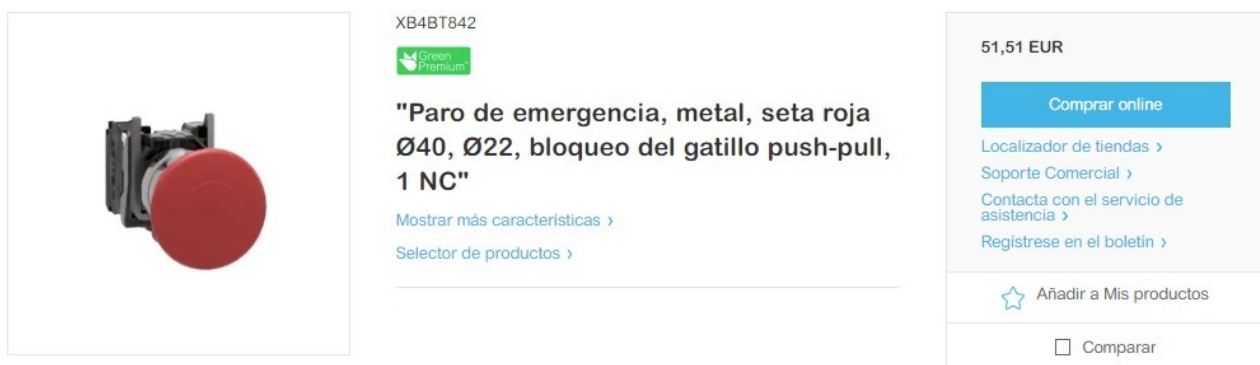 XB4BT842
Green
Premium™
"Paro de emergencia, metal, seta roja
Ø40, Ø22, bloqueo del gatillo push-pull,
1 NC"
Mostrar más características ›
Selector de productos ›
51,51 EUR
Comprar online
Localizador de tiendas ›
Soporte Comercial ›
Contacta con el servicio de
asistencia ›
Regístrese en el boletín ›
Añadir a Mis productos
Comparar